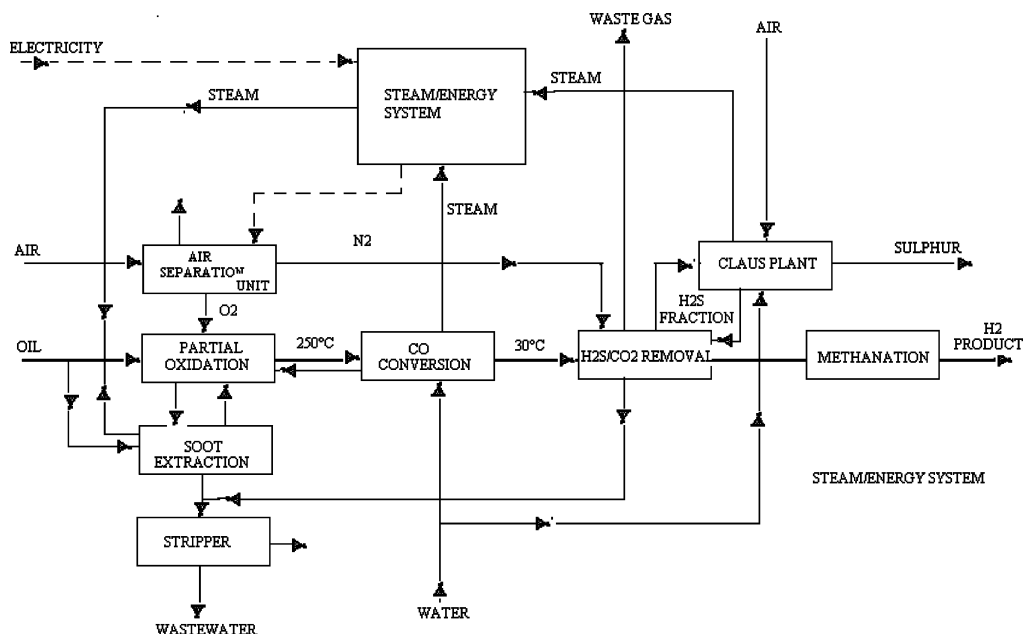 WASTE GAS
AIR
ELECTRICITY
STEAM/ENERGY
SYSTEM
STEAM
STEAM
STEAM
AIR
AIR
SEPARATION
UNIT
N2
CLAUS PLANT
SULPHUR
O2
H2S
FRACTION
OIL
PARTIAL
OXIDATION
250°C
CO
CONVERSION
30°C
H2S/CO2 REMOVAL
METHANATION
H2
PRODUCT
SOOT
EXTRACTION
STEAM/ENERGY SYSTEM
STRIPPER
WATER
WASTEWATER